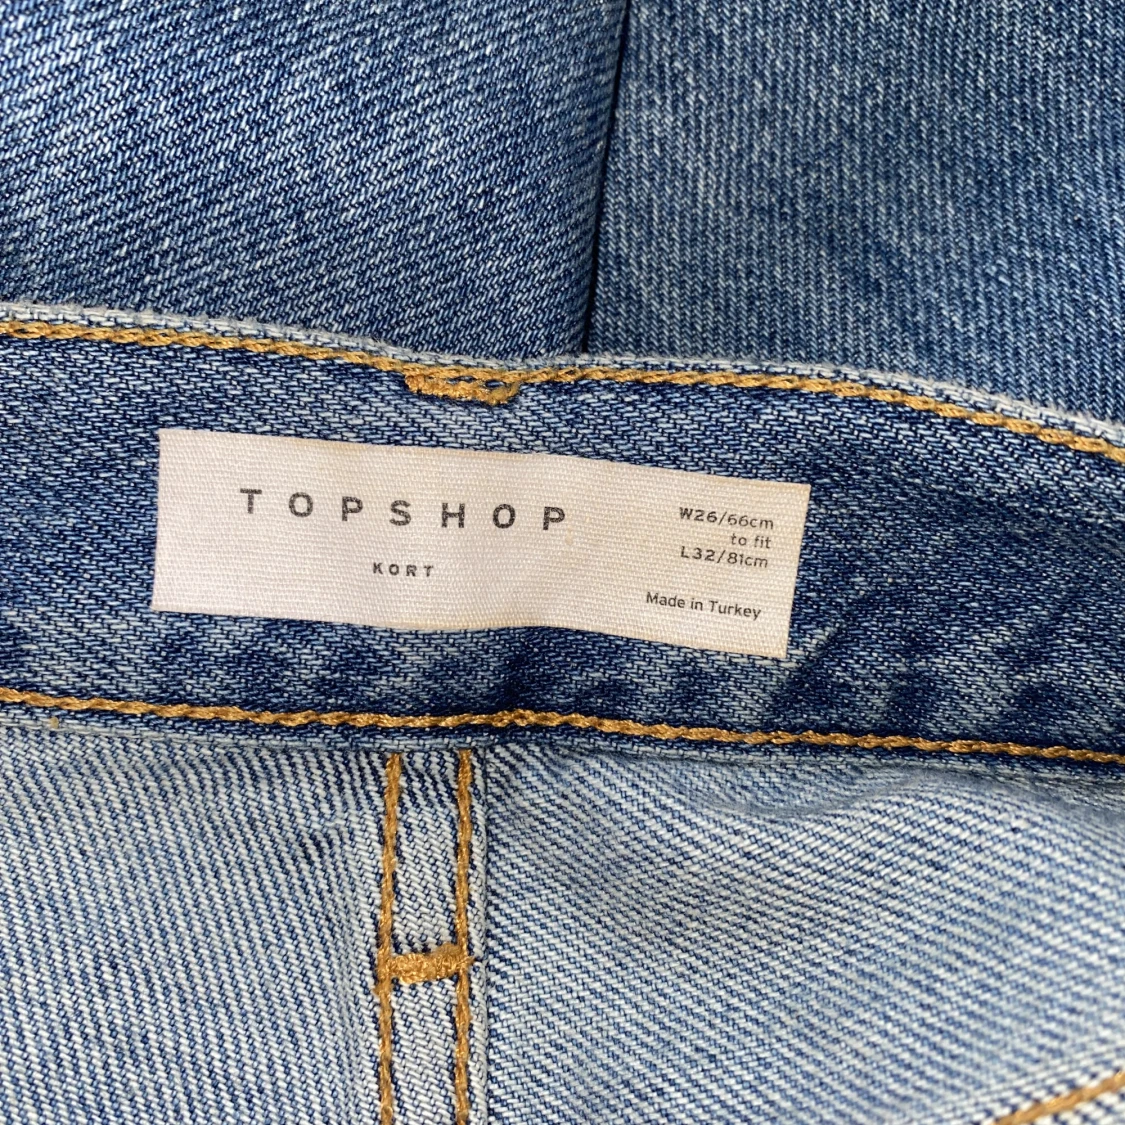 TOPSHOP
KORT
W26/66cm
to fit
L32/81cm
Made in Turkey